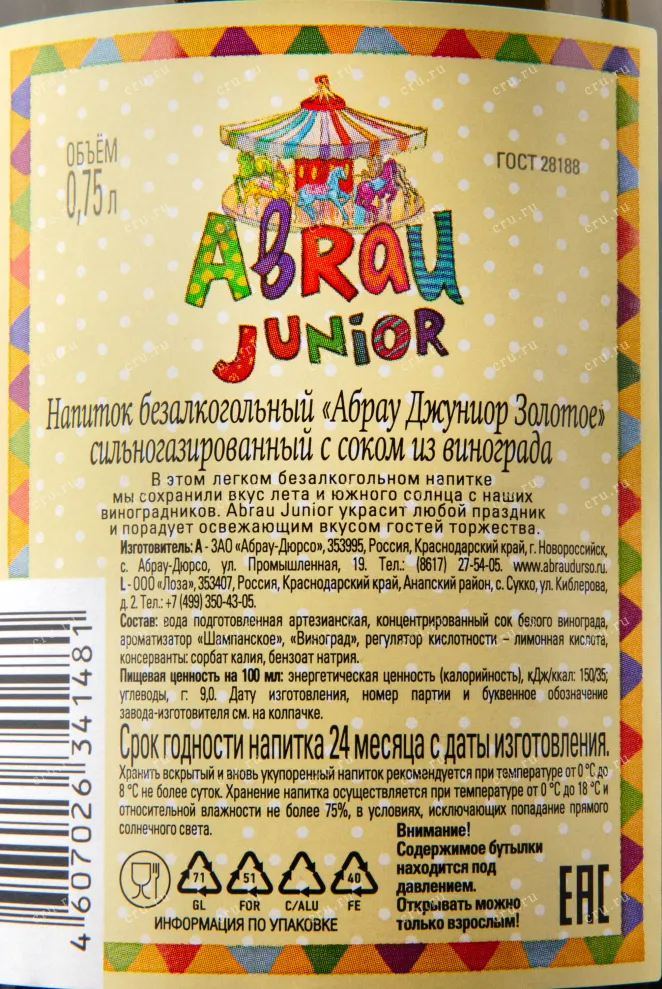 ОБЪЁМ
0,75 л
ГОСТ 28188
ABRAU
JUNIOR
Напиток безалкогольный «Абрау Джуниор Золотое»
сильногазированный с соком из винограда
В этом легком безалкогольном напитке
мы сохранили вкус лета и южного солнца с наших
виноградников. Abrau Junior украсит любой праздник
и порадует освежающим вкусом гостей торжества.
Изготовитель: А - ЗАО «Абрау-Дюрсо», 353995, Россия, Краснодарский край, г. Новороссийск,
с. Абрау-Дюрсо, ул. Промышленная, 19. Тел.: (8617) 27-54-05. www.abraudurso.ru.
L - ООО «Лоза», 353407, Россия, Краснодарский край, Анапский район, с. Сукко, ул. Киблерова,
д. 2. Тел.: +7 (499) 350-43-05.
Состав: вода подготовленная артезианская, концентрированный сок белого винограда,
ароматизатор «Шампанское», «Виноград», регулятор кислотности – лимонная кислота,
консерванты: сорбат калия, бензоат натрия.
Пищевая ценность на 100 мл: энергетическая ценность (калорийность), кДж/ккал: 150/35;
углеводы, г: 9,0. Дату изготовления, номер партии и буквенное обозначение
завода-изготовителя см. на колпачке.
Срок годности напитка 24 месяца с даты изготовления.
Хранить вскрытый и вновь укупоренный напиток рекомендуется при температуре от 0 °С до
8 °С не более суток. Хранение напитка осуществляется при температуре от 0 °С до 18 °С и
относительной влажности не более 75%, в условиях, исключающих попадание прямого
солнечного света.
Внимание!
Содержимое бутылки
находится под
давлением.
Открывать можно
только взрослым!
71 51 41 40
GL FOR C/ALU FE
ИНФОРМАЦИЯ ПО УПАКОВКЕ
EAC
4 607026 341481
cru.ru